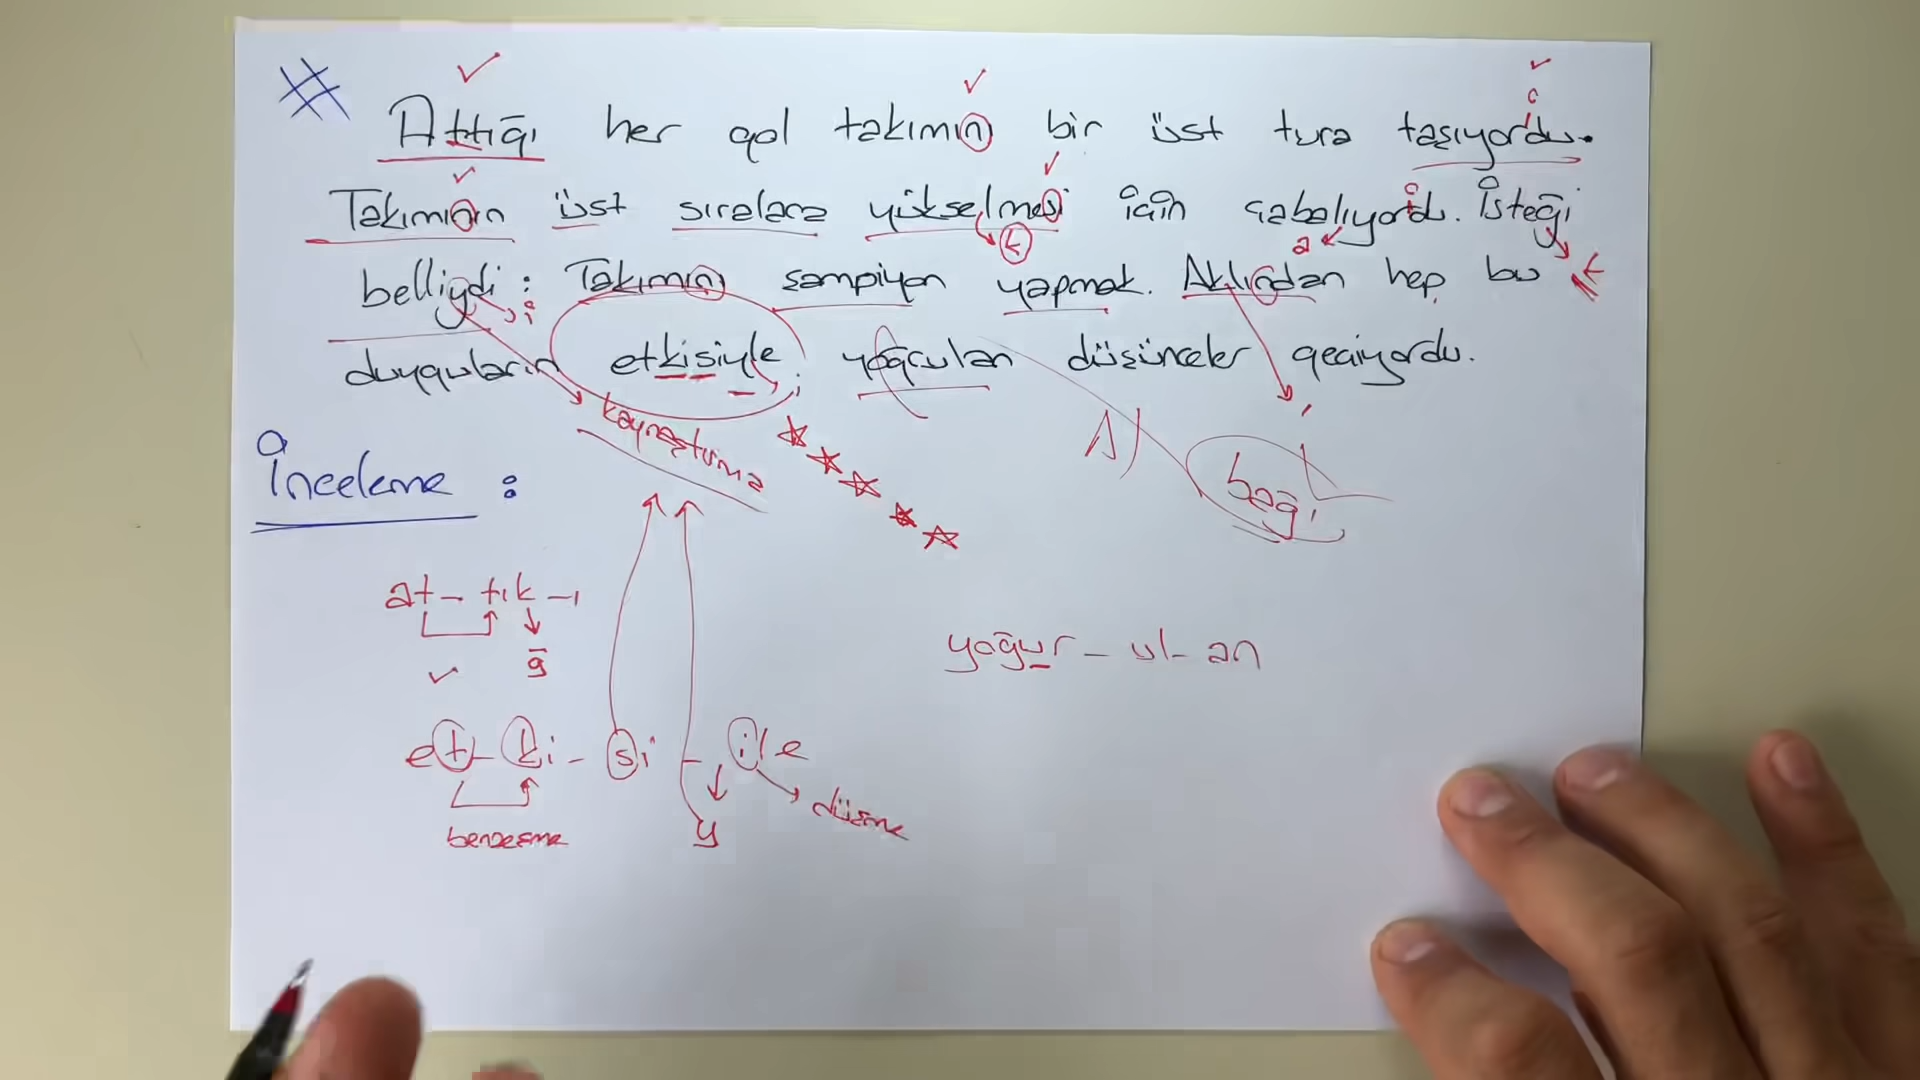 Attığı her gol takımın bir üst tura taşıyordu.
Takımının üst sıralara yükselmesi için çabalıyordu. İsteği
k
a
belliydi : Takımını şampiyon yapmak. Aklından hep bu
i
duyguların etkisiyle yoğrulan düşünceler geçiyordu.
i
kaynaştırma
A)
bağı
İnceleme :
at - tık - ı
ğ
yoğur - ul - an
et - ki - si - ile
y
düşme
benzeşme